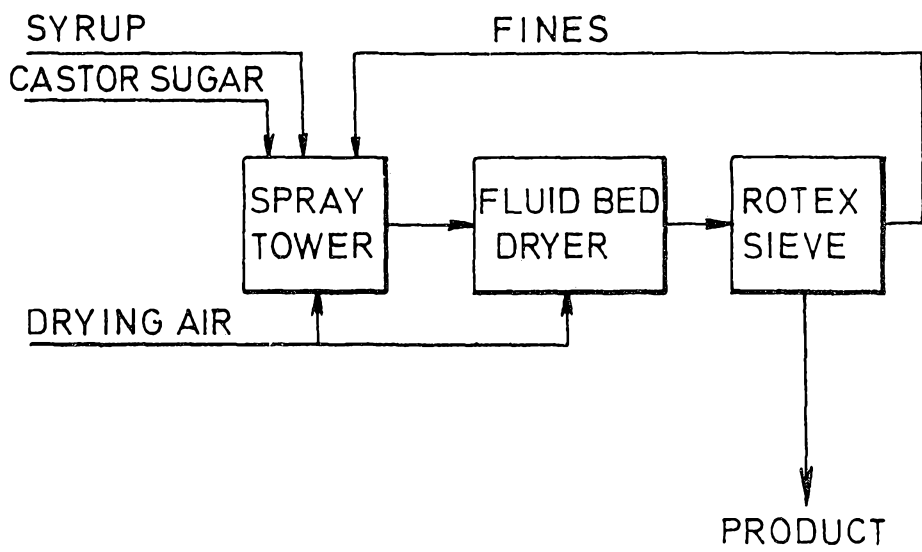 SYRUP
FINES
CASTOR SUGAR
SPRAY
TOWER
FLUID BED
DRYER
ROTEX
SIEVE
DRYING AIR
PRODUCT